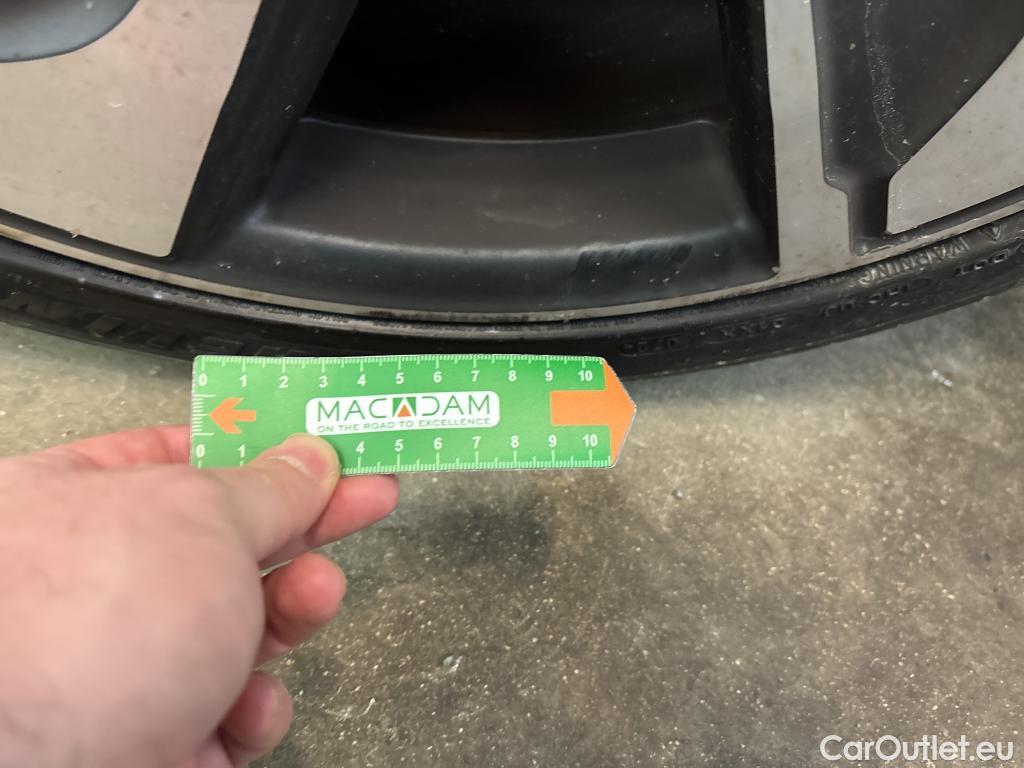 WARNING
DOT
0 1 2 3 4 5 6 7 8 9 10
MACADAM
ON THE ROAD TO EXCELLENCE
0 1 4 5 6 7 8 9 10
CarOutlet.eu